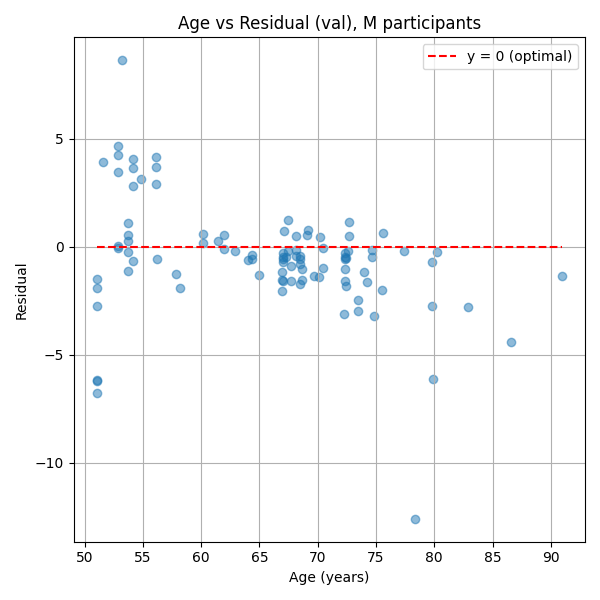 Age vs Residual (val), M participants
y = 0 (optimal)
Residual
5
0
−5
−10
50 55 60 65 70 75 80 85 90
Age (years)